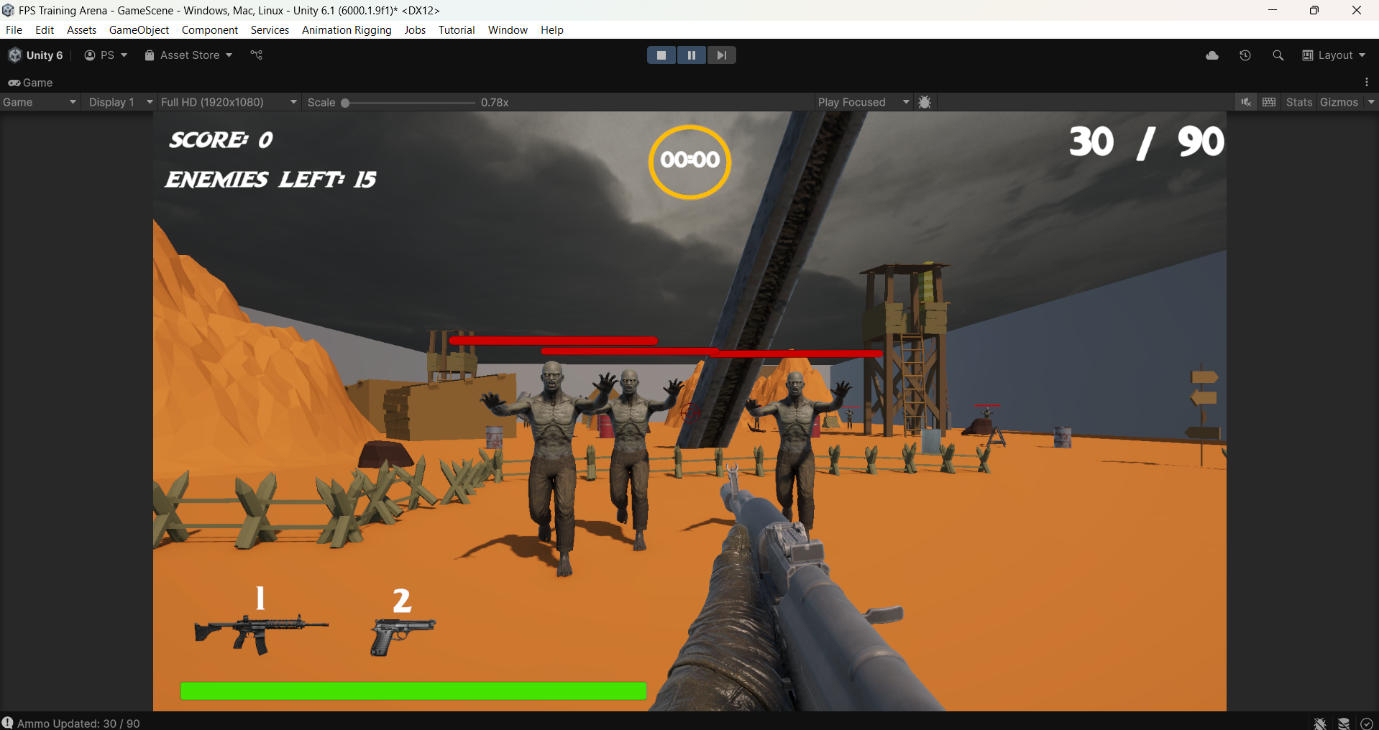 FPS Training Arena - GameScene - Windows, Mac, Linux - Unity 6.1 (6000.1.9f1)* <DX12>
File Edit Assets GameObject Component Services Animation Rigging Jobs Tutorial Window Help
Unity 6 PS Asset Store Layout
Game
Game Display 1 Full HD (1920x1080) Scale 0.78x Play Focused Stats Gizmos
SCORE: 0
ENEMIES LEFT: 15
00:00
30 / 90
1
2
Ammo Updated: 30 / 90